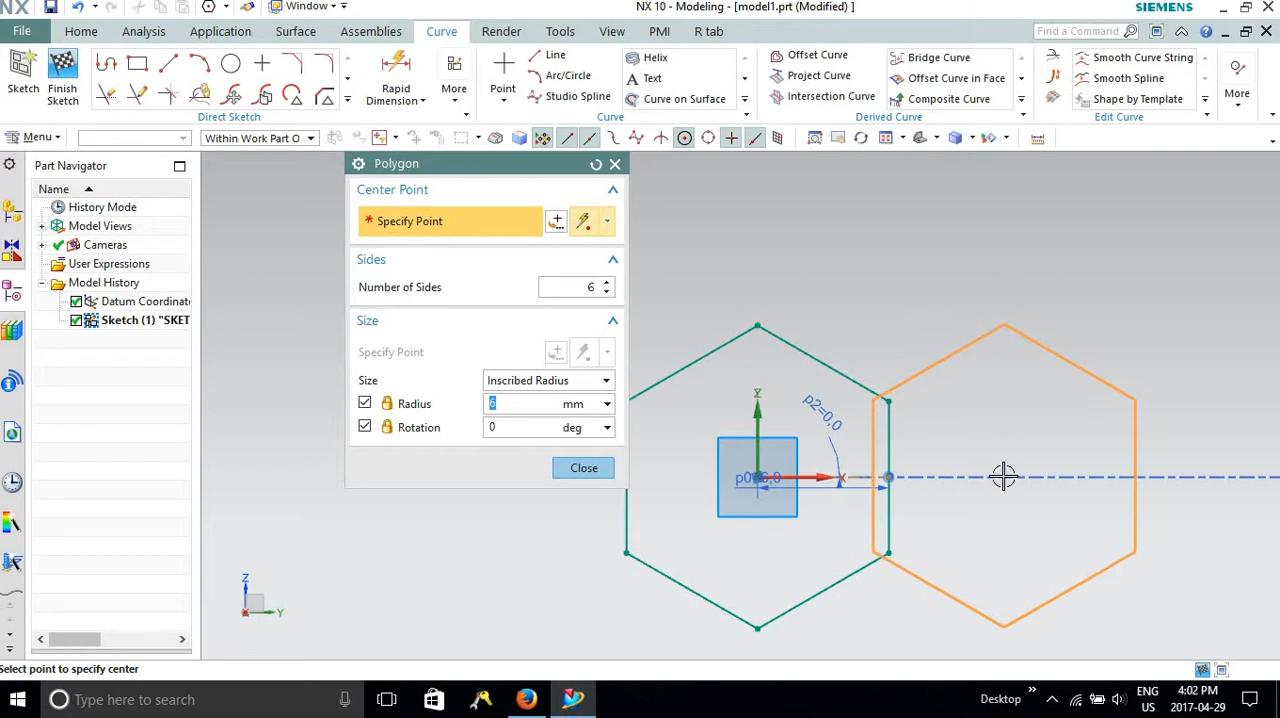 NX
Window
NX 10 - Modeling - [model1.prt (Modified) ]
SIEMENS
File
Home
Analysis
Application
Surface
Assemblies
Curve
Render
Tools
View
PMI
R tab
Find a Command
Sketch
Finish Sketch
Rapid Dimension
More
Direct Sketch
Point
Line
Arc/Circle
Studio Spline
Helix
Text
Curve on Surface
Curve
Offset Curve
Project Curve
Intersection Curve
Bridge Curve
Offset Curve in Face
Composite Curve
Derived Curve
Smooth Curve String
Smooth Spline
Shape by Template
Edit Curve
More
Menu
Within Work Part O
Part Navigator
Name
History Mode
Model Views
Cameras
User Expressions
Model History
Datum Coordinate
Sketch (1) "SKET
Polygon
Center Point
* Specify Point
Sides
Number of Sides
6
Size
Specify Point
Size
Inscribed Radius
Radius
6
mm
Rotation
0
deg
Close
p2=0,0
Y
X
Z
Y
Select point to specify center
Type here to search
Desktop
ENG
US
4:02 PM
2017-04-29